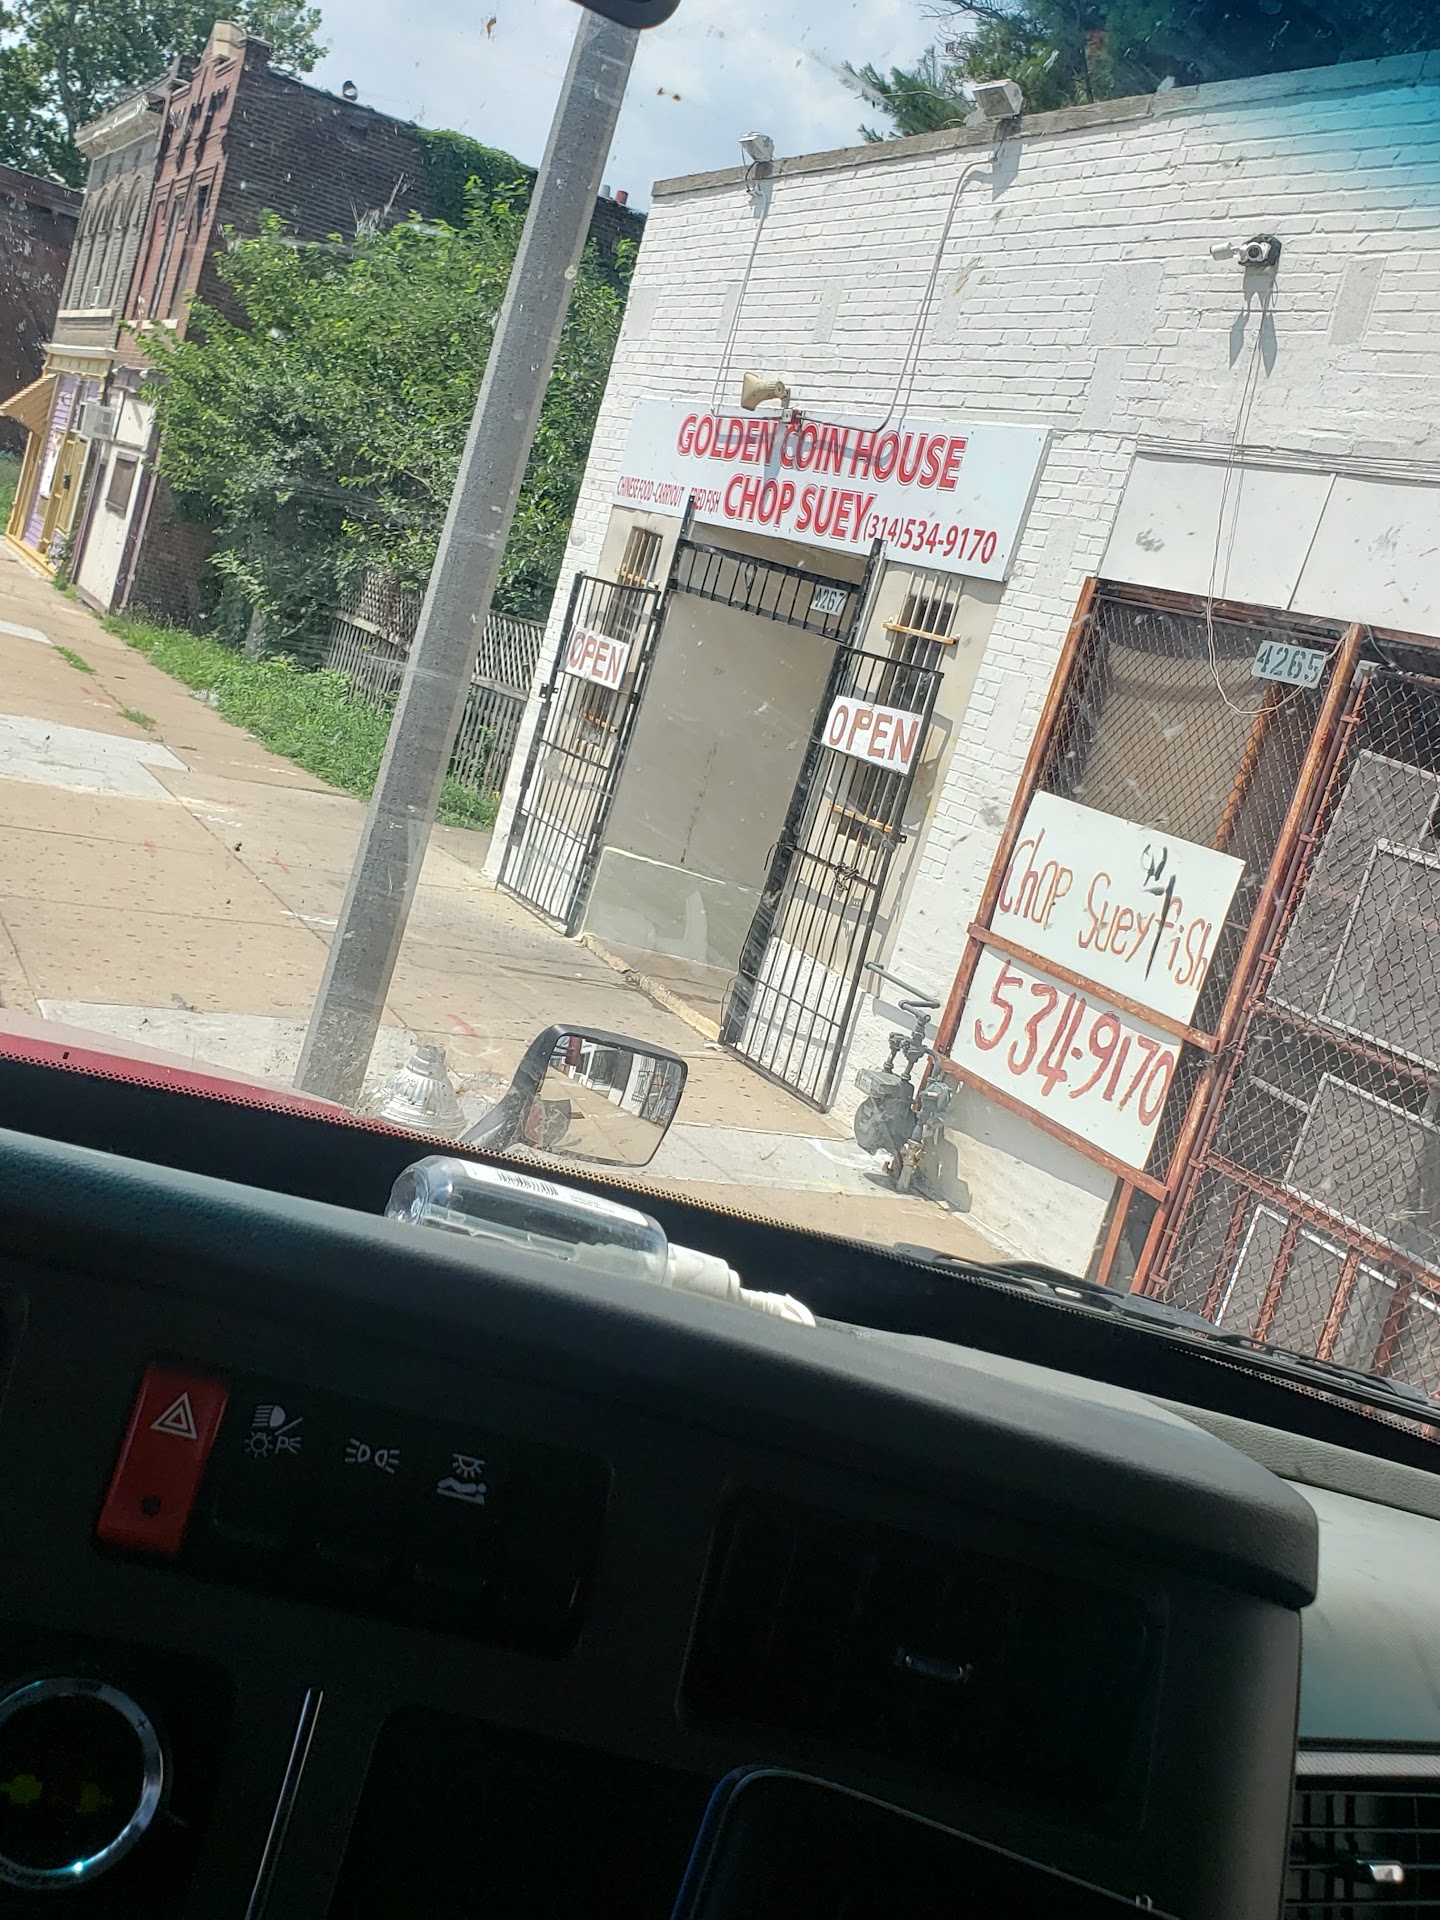 GOLDEN COIN HOUSE
CHINESE FOOD-CARRYOUT FRIED FISH CHOP SUEY (314)534-9170
4267
OPEN
OPEN
4265
Chop Suey fish
534-9170